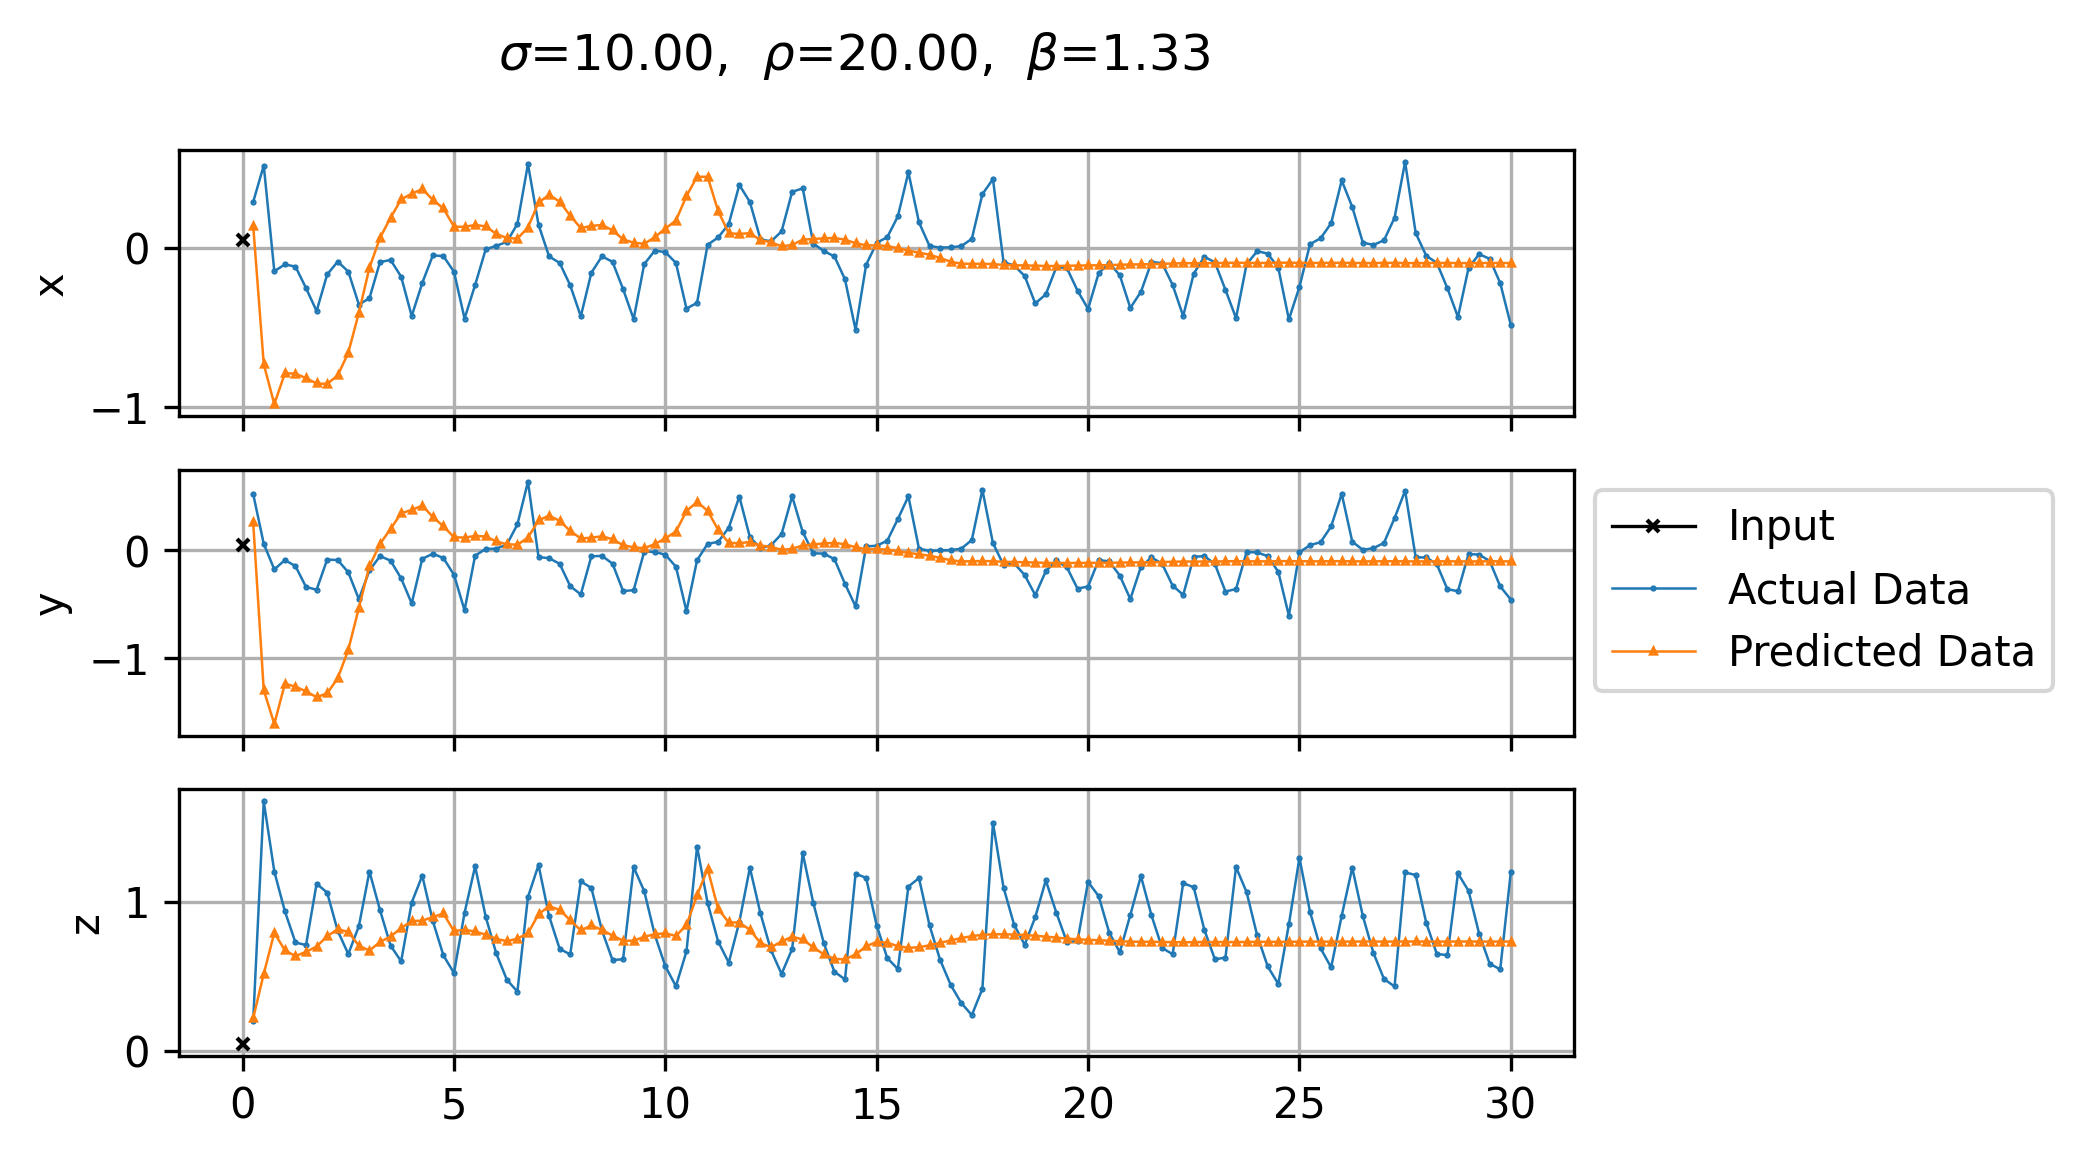 σ=10.00, ρ=20.00, β=1.33
x
0
−1
y
0
−1
z
1
0
0 5 10 15 20 25 30
Input
Actual Data
Predicted Data